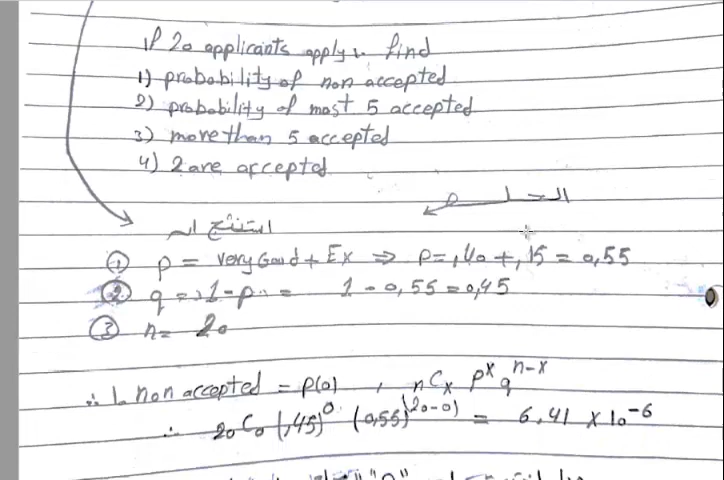 If 20 applicants apply find
1) probability of non accepted
2) probability of most 5 accepted
3) more than 5 accepted
4) 2 are accepted
الحل
استنتج
① p = very Good + Ex ⇒ p = ,40 + ,15 = 0,55
② q = 1 - p = 1 - 0,55 = 0,45
③ n = 20
∴ 1. non accepted = p(0) , nCx p^x q^n-x
∴ 20C0 (,45)^0 (0,55)^(20-0) = 6,41 x 10^-6